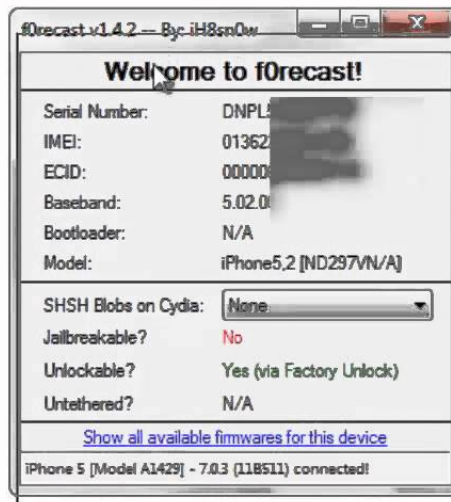 f0recast v1.4.2 -- By: iH8sn0w
Welcome to f0recast!
Serial Number: DNPL
IMEI: 01362
ECID: 00000
Baseband: 5.02.0
Bootloader: N/A
Model: iPhone5,2 [ND297VN/A]
SHSH Blobs on Cydia: None
Jailbreakable? No
Unlockable? Yes (via Factory Unlock)
Untethered? N/A
Show all available firmwares for this device
iPhone 5 [Model A1429] - 7.0.3 (11B511) connected!